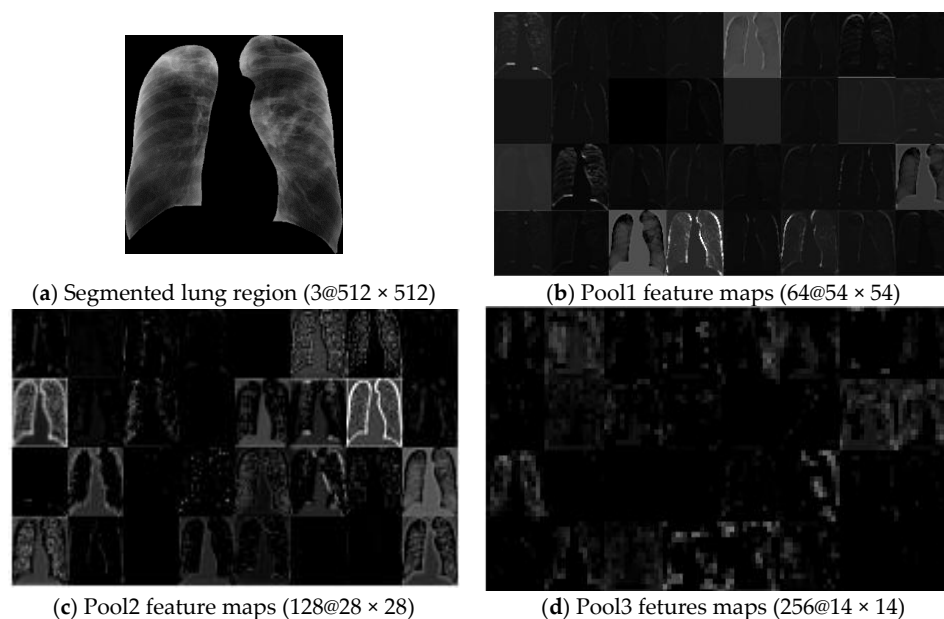 (a) Segmented lung region (3@512 × 512)
(b) Pool1 feature maps (64@54 × 54)
(c) Pool2 feature maps (128@28 × 28)
(d) Pool3 fetures maps (256@14 × 14)